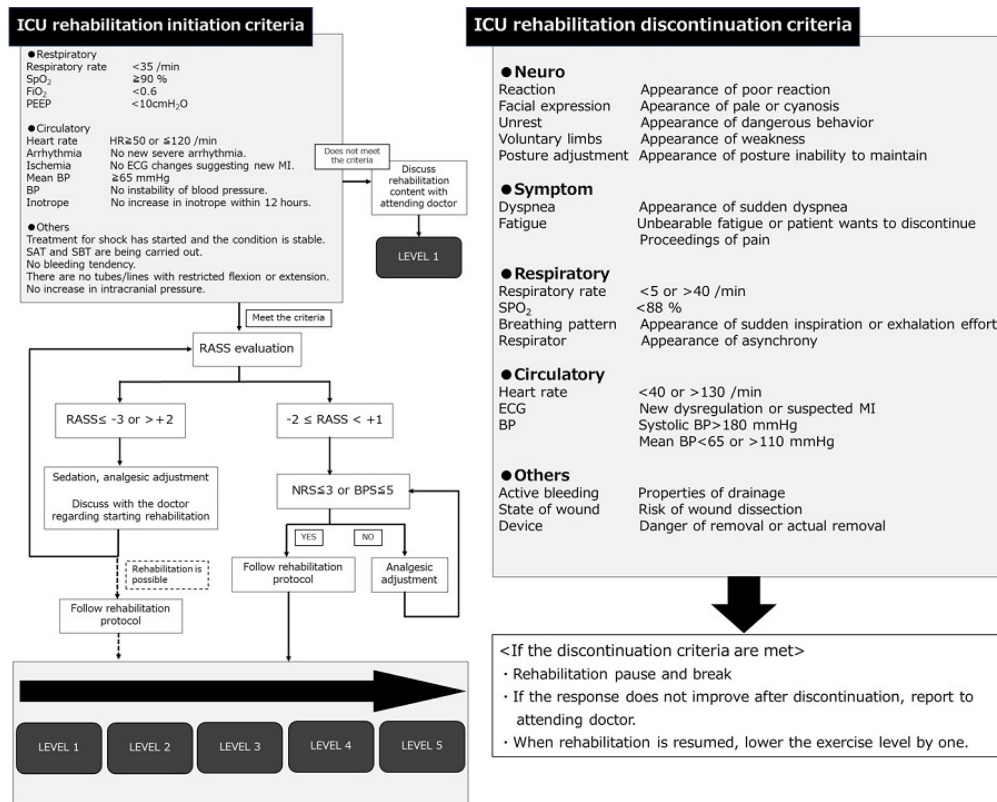 ICU rehabilitation initiation criteria
●Restpiratory
Respiratory rate <35 /min
SpO₂ ≧90 %
FiO₂ <0.6
PEEP <10cmH₂O
●Circulatory
Heart rate HR≧50 or ≦120 /min
Arrhythmia No new severe arrhythmia.
Ischemia No ECG changes suggesting new MI.
Mean BP ≧65 mmHg
BP No instability of blood pressure.
Inotrope No increase in inotrope within 12 hours.
●Others
Treatment for shock has started and the condition is stable.
SAT and SBT are being carried out.
No bleeding tendency.
There are no tubes/lines with restricted flexion or extension.
No increase in intracranial pressure.
Does not meet
the criteria
Discuss
rehabilitation
content with
attending doctor
LEVEL 1
Meet the criteria
RASS evaluation
RASS≦ -3 or >+2
-2 ≦ RASS < +1
Sedation, analgesic adjustment
Discuss with the doctor
regarding starting rehabilitation
NRS≦3 or BPS≦5
YES
NO
Rehabilitation is
possible
Follow rehabilitation
protocol
Analgesic
adjustment
Follow rehabilitation
protocol
LEVEL 1
LEVEL 2
LEVEL 3
LEVEL 4
LEVEL 5
ICU rehabilitation discontinuation criteria
●Neuro
Reaction Appearance of poor reaction
Facial expression Apearance of pale or cyanosis
Unrest Appearance of dangerous behavior
Voluntary limbs Appearance of weakness
Posture adjustment Appearance of posture inability to maintain
●Symptom
Dyspnea Appearance of sudden dyspnea
Fatigue Unbearable fatigue or patient wants to discontinue
Proceedings of pain
●Respiratory
Respiratory rate <5 or >40 /min
SPO₂ <88 %
Breathing pattern Appearance of sudden inspiration or exhalation effort
Respirator Appearance of asynchrony
●Circulatory
Heart rate <40 or >130 /min
ECG New dysregulation or suspected MI
BP Systolic BP>180 mmHg
Mean BP<65 or >110 mmHg
●Others
Active bleeding Properties of drainage
State of wound Risk of wound dissection
Device Danger of removal or actual removal
<If the discontinuation criteria are met>
・Rehabilitation pause and break
・If the response does not improve after discontinuation, report to
attending doctor.
・When rehabilitation is resumed, lower the exercise level by one.